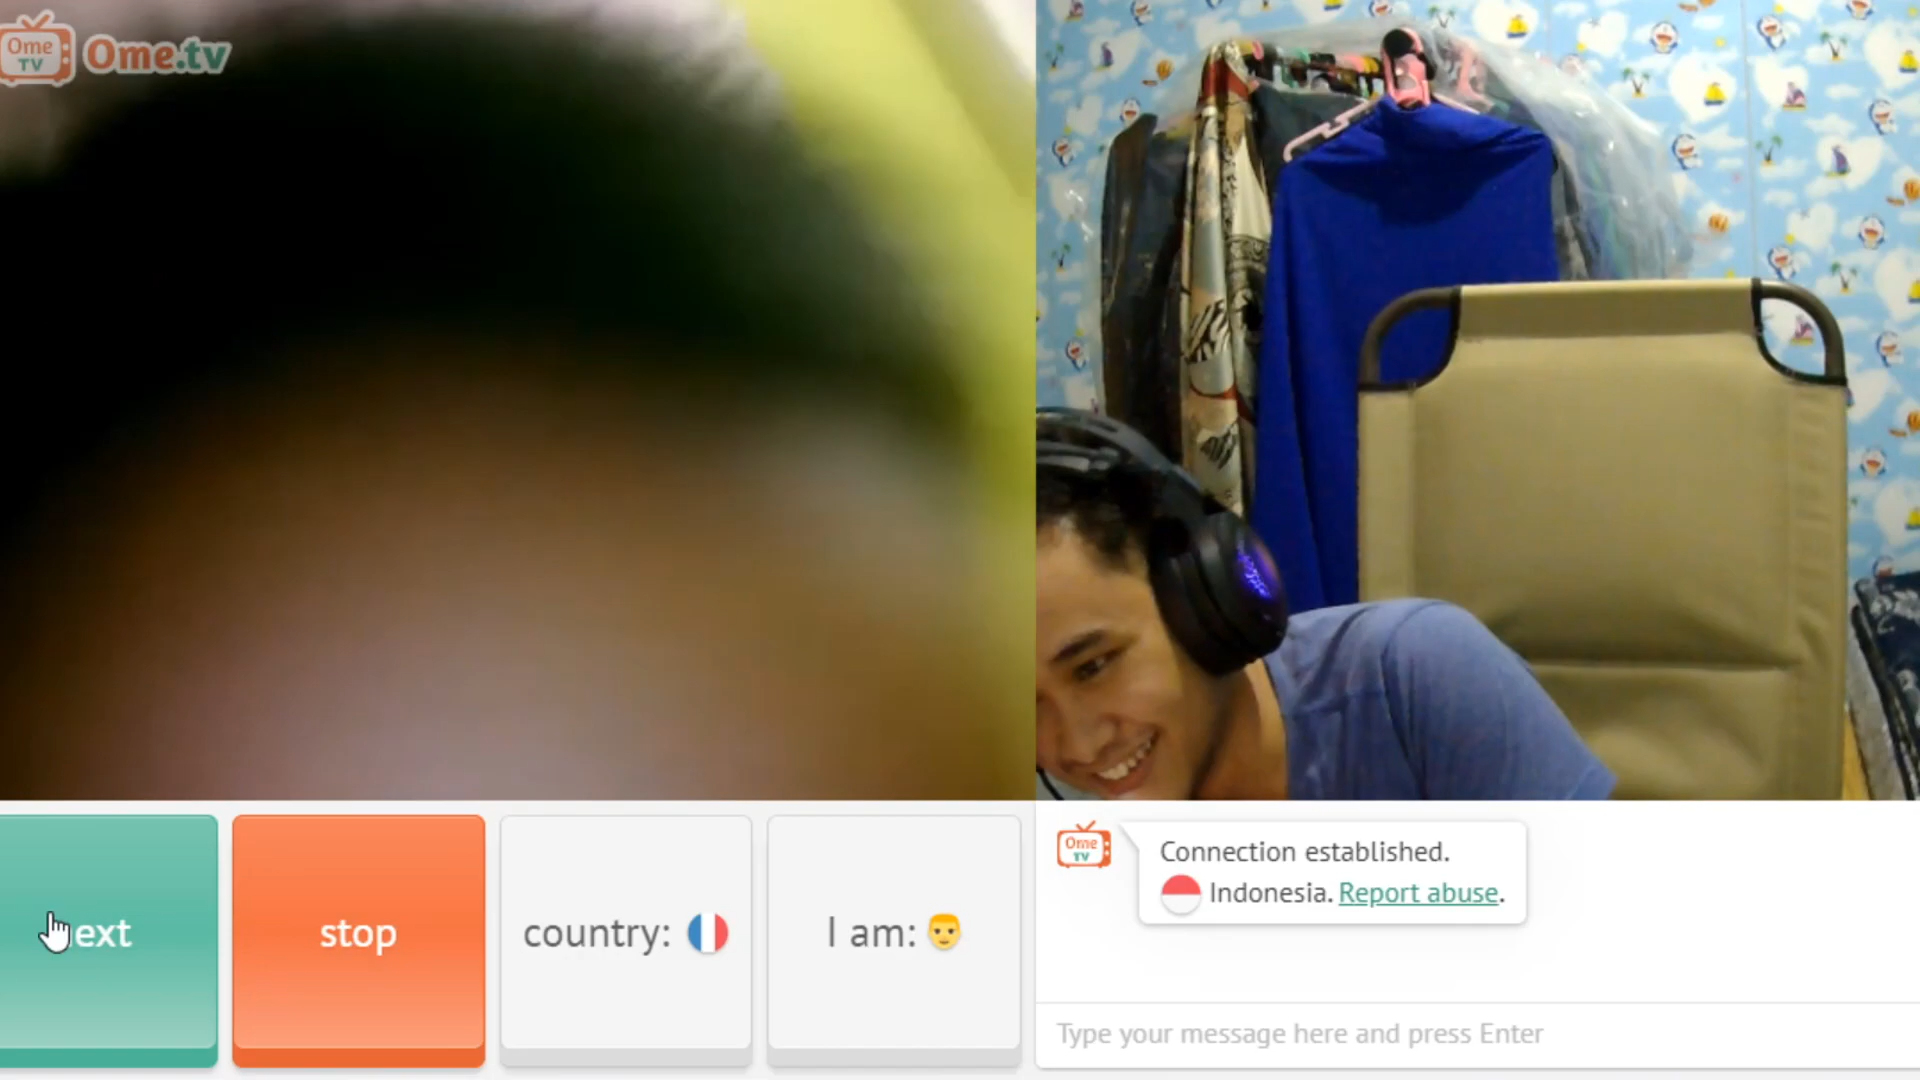 Ome
TV
Ome.tv
ext
stop
country:
I am:
Ome
TV
Connection established.
Indonesia. Report abuse.
Type your message here and press Enter